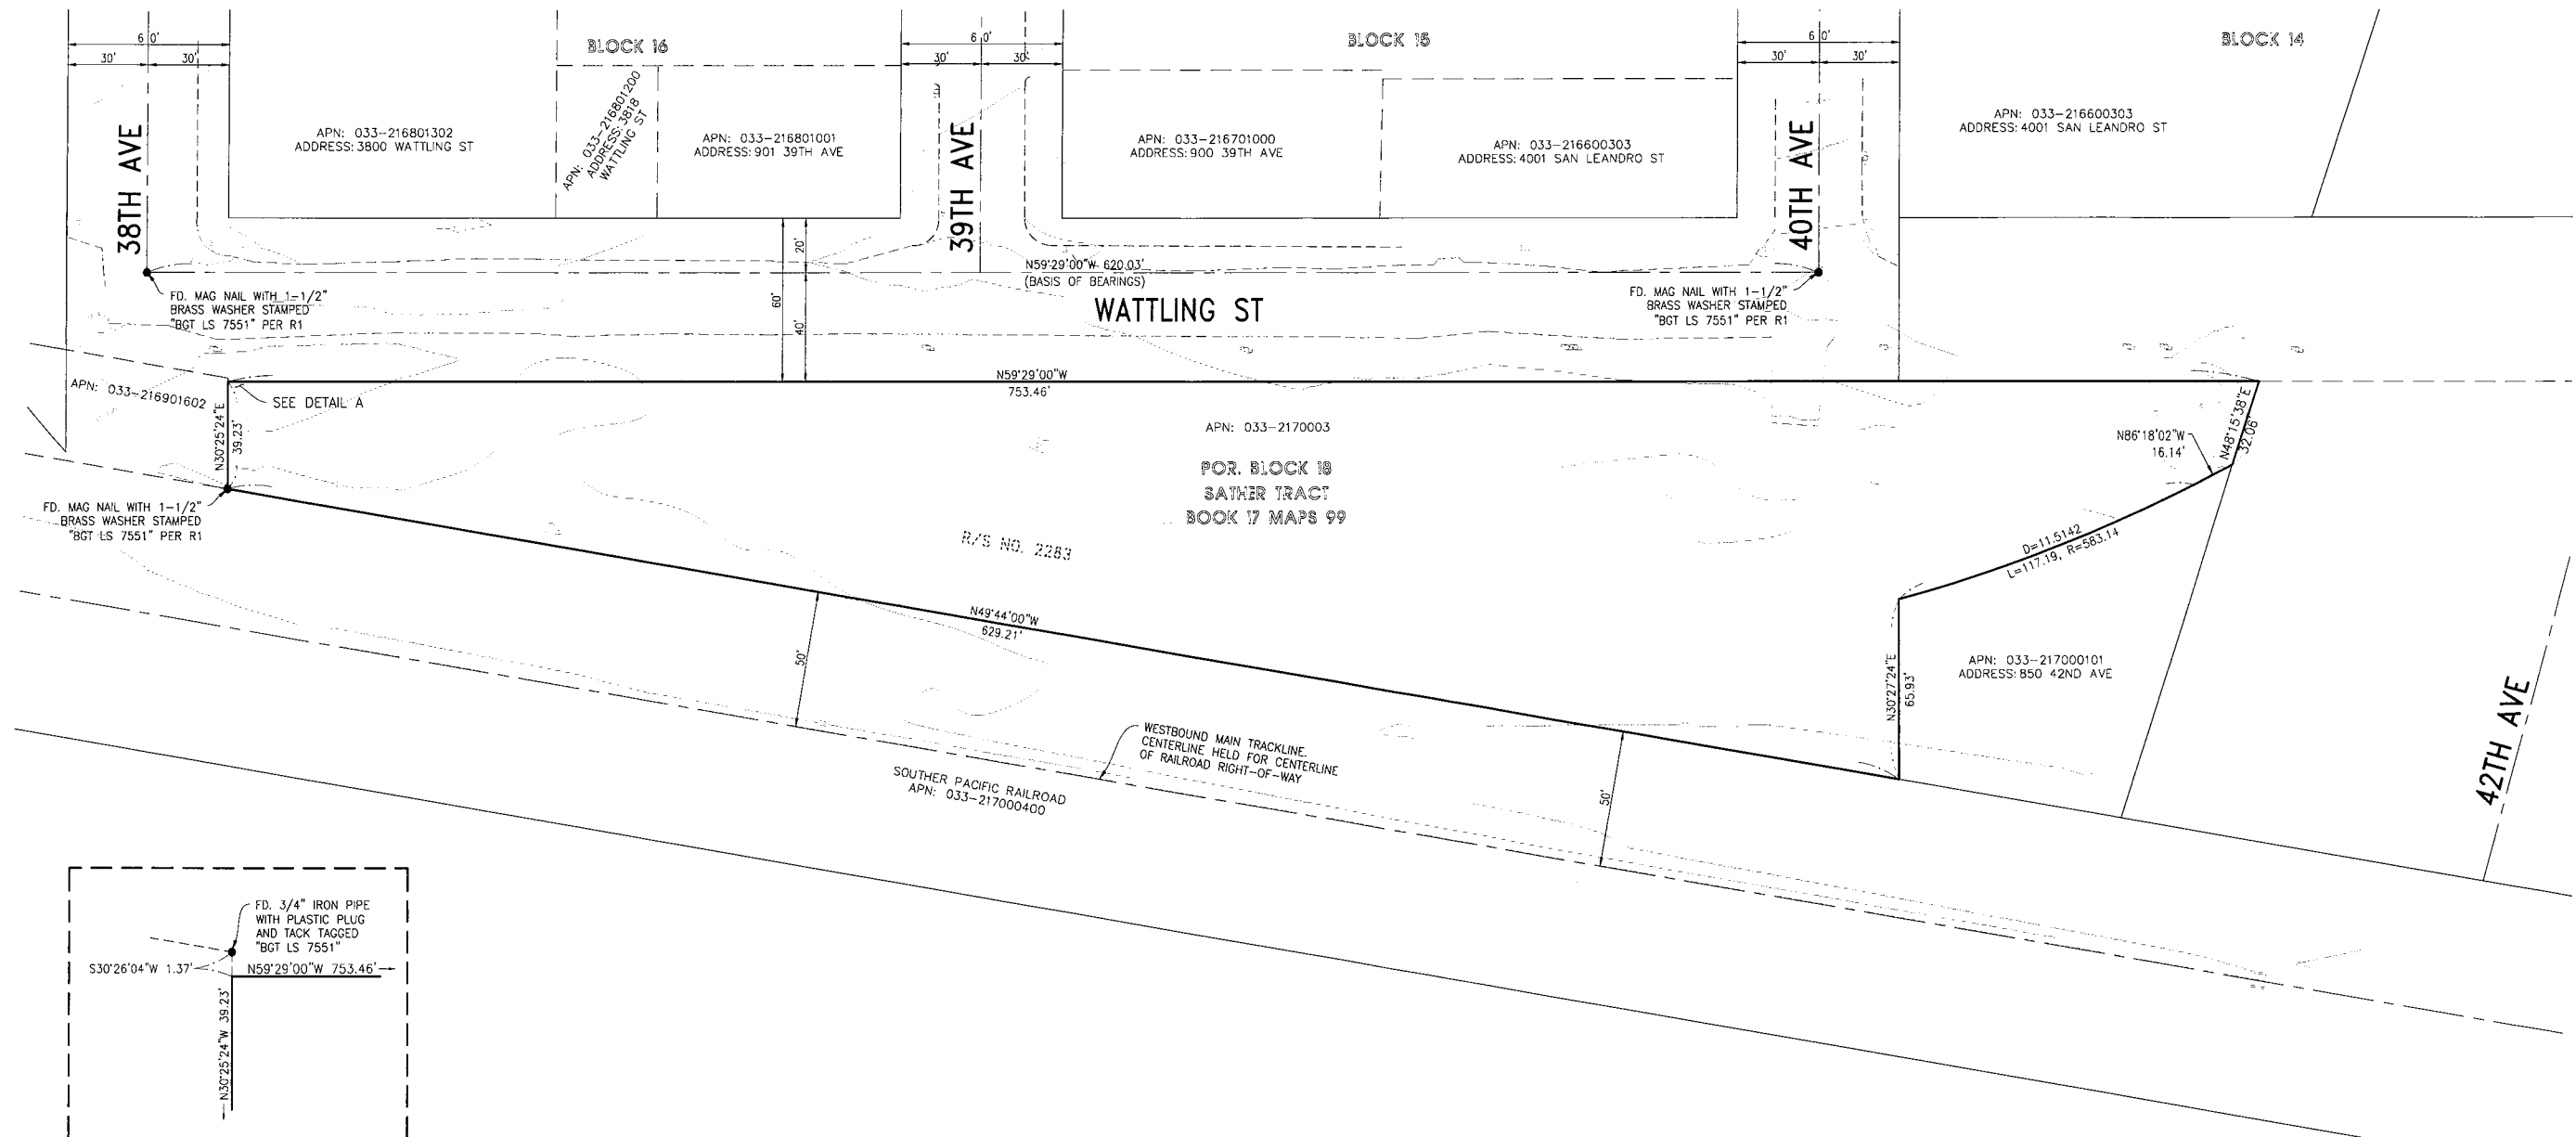 BLOCK 16
BLOCK 15
BLOCK 14
60'
30'
30'
60'
30'
30'
60'
30'
30'
38TH AVE
APN: 033-216801302
ADDRESS: 3800 WATTLING ST
APN: 033-216801200
ADDRESS: 3818
WATTLING ST
APN: 033-216801001
ADDRESS: 901 39TH AVE
39TH AVE
APN: 033-216701000
ADDRESS: 900 39TH AVE
APN: 033-216600303
ADDRESS: 4001 SAN LEANDRO ST
40TH AVE
APN: 033-216600303
ADDRESS: 4001 SAN LEANDRO ST
20'
60'
40'
N59°29'00"W 620.03'
(BASIS OF BEARINGS)
WATTLING ST
FD. MAG NAIL WITH 1-1/2"
BRASS WASHER STAMPED
"BGT LS 7551" PER R1
FD. MAG NAIL WITH 1-1/2"
BRASS WASHER STAMPED
"BGT LS 7551" PER R1
APN: 033-216901602
SEE DETAIL A
N59°29'00"W
753.46'
N30°25'24"E
39.23'
APN: 033-2170003
POR. BLOCK 18
SATHER TRACT
BOOK 17 MAPS 99
R/S NO. 2283
N48°15'38"E
32.06'
N86°18'02"W
16.14'
FD. MAG NAIL WITH 1-1/2"
BRASS WASHER STAMPED
"BGT LS 7551" PER R1
D=11.5142
L=117.19, R=583.14
N49°44'00"W
629.21'
50'
N30°27'24"E
65.93'
APN: 033-217000101
ADDRESS: 850 42ND AVE
42TH AVE
WESTBOUND MAIN TRACKLINE.
CENTERLINE HELD FOR CENTERLINE
OF RAILROAD RIGHT-OF-WAY
SOUTHER PACIFIC RAILROAD
APN: 033-217000400
50'
FD. 3/4" IRON PIPE
WITH PLASTIC PLUG
AND TACK TAGGED
"BGT LS 7551"
S30°26'04"W 1.37'
N59°29'00"W 753.46'
N30°25'24"W 39.23'